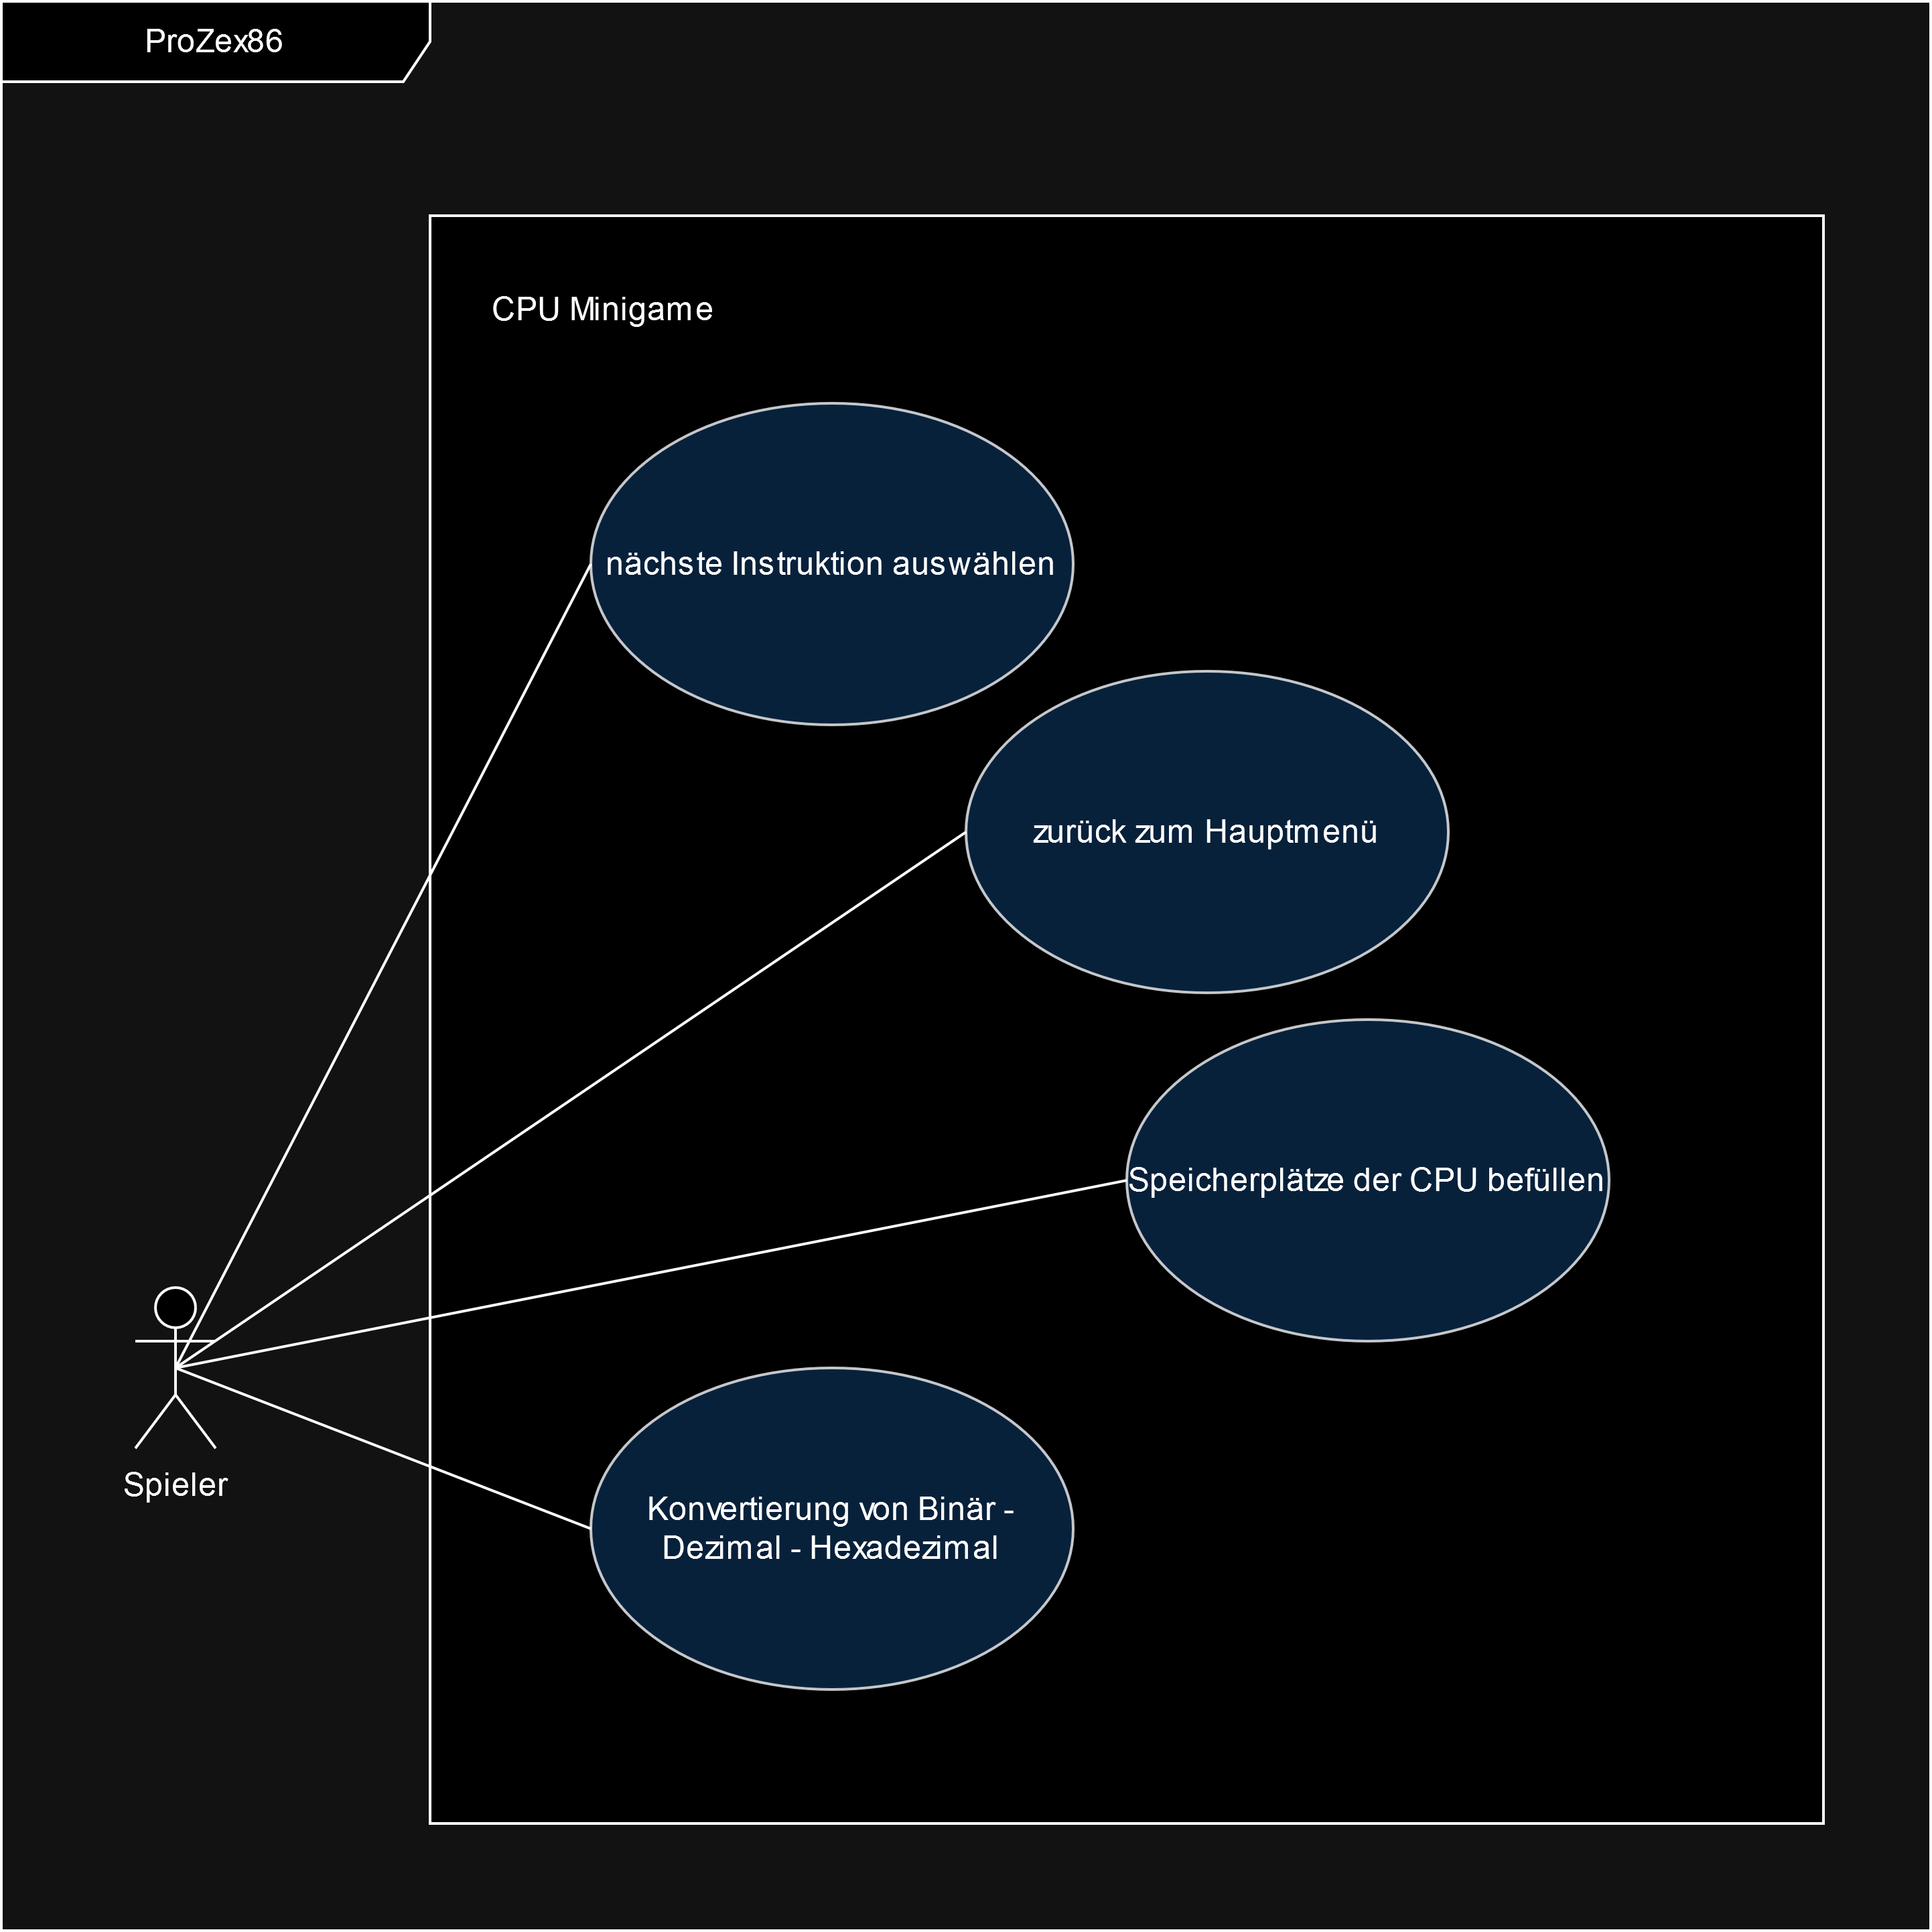 ProZex86
CPU Minigame
nächste Instruktion auswählen
zurück zum Hauptmenü
Speicherplätze der CPU befüllen
Spieler
Konvertierung von Binär -
Dezimal - Hexadezimal